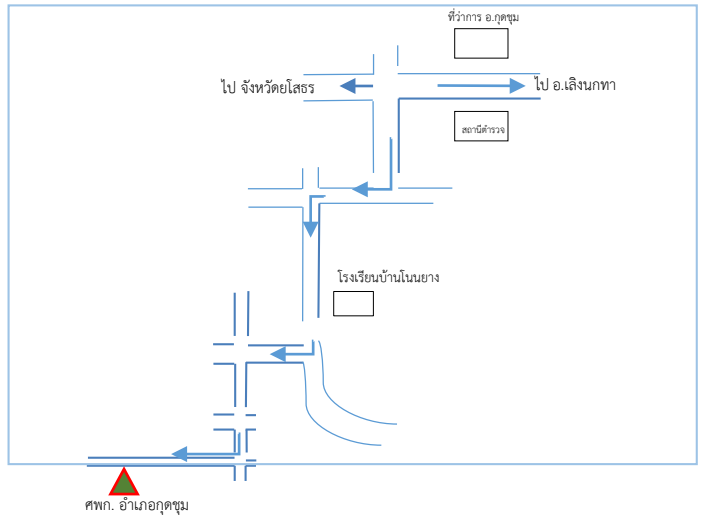 ที่ว่าการ อ.กุดชุม
ไป จังหวัดยโสธร
ไป อ.เลิงนกทา
สถานีตำรวจ
โรงเรียนบ้านโนนยาง
ศพก. อำเภอกุดชุม